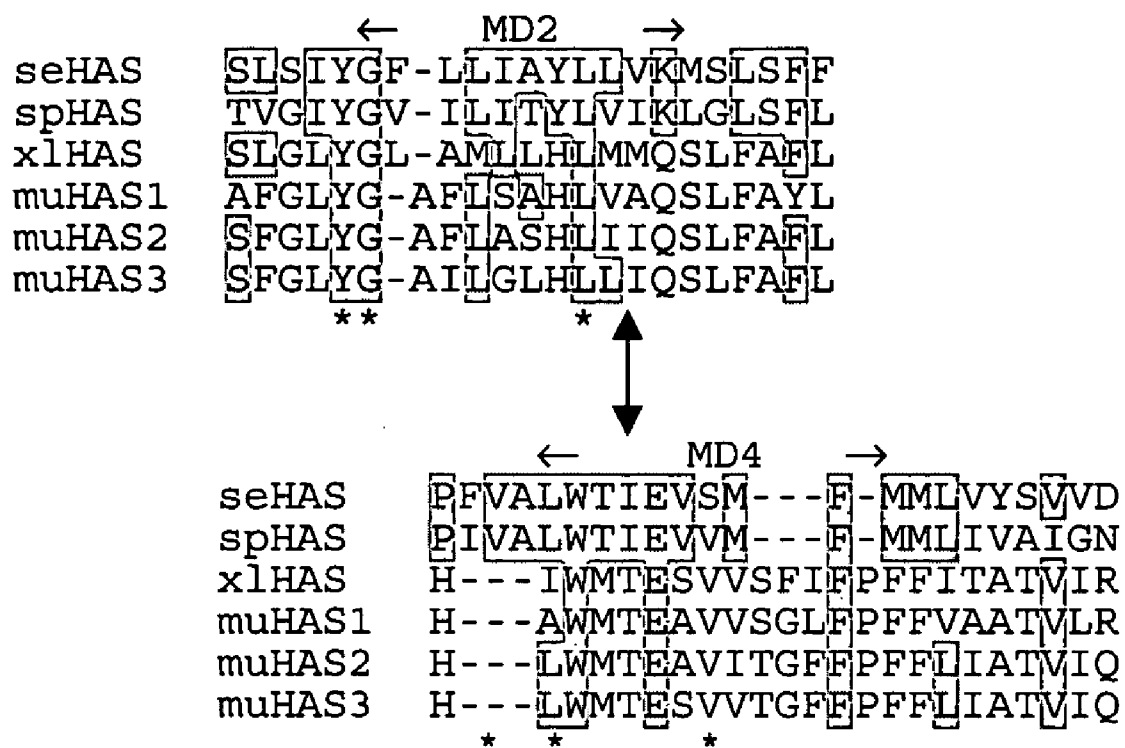 ← MD2 →
seHAS SLSIYGF-LLIAYLLVKMSLSFF
spHAS TVGIYGV-ILITYLVIKLGLSFL
xlHAS SLGLYGL-AMLLHLMMQSLFAFL
muHAS1 AFGLYG-AFLSAHLVAQSLFAYL
muHAS2 SFGLYG-AFLASHLIIQSLFAFL
muHAS3 SFGLYG-AILGLHLLIQSLFAFL
** *
← MD4 →
seHAS PFVALWTIEVSM---F-MMLVYSVVD
spHAS PIVALWTIEVVM---F-MMLIVAIGN
xlHAS H---IWMTESVVSFIFPFFITATVIR
muHAS1 H---AWMTEAVVSGLFPFFVAATVLR
muHAS2 H---LWMTEAVITGFFPFFLIATVIQ
muHAS3 H---LWMTESVVTGFFPFFLIATVIQ
* * *